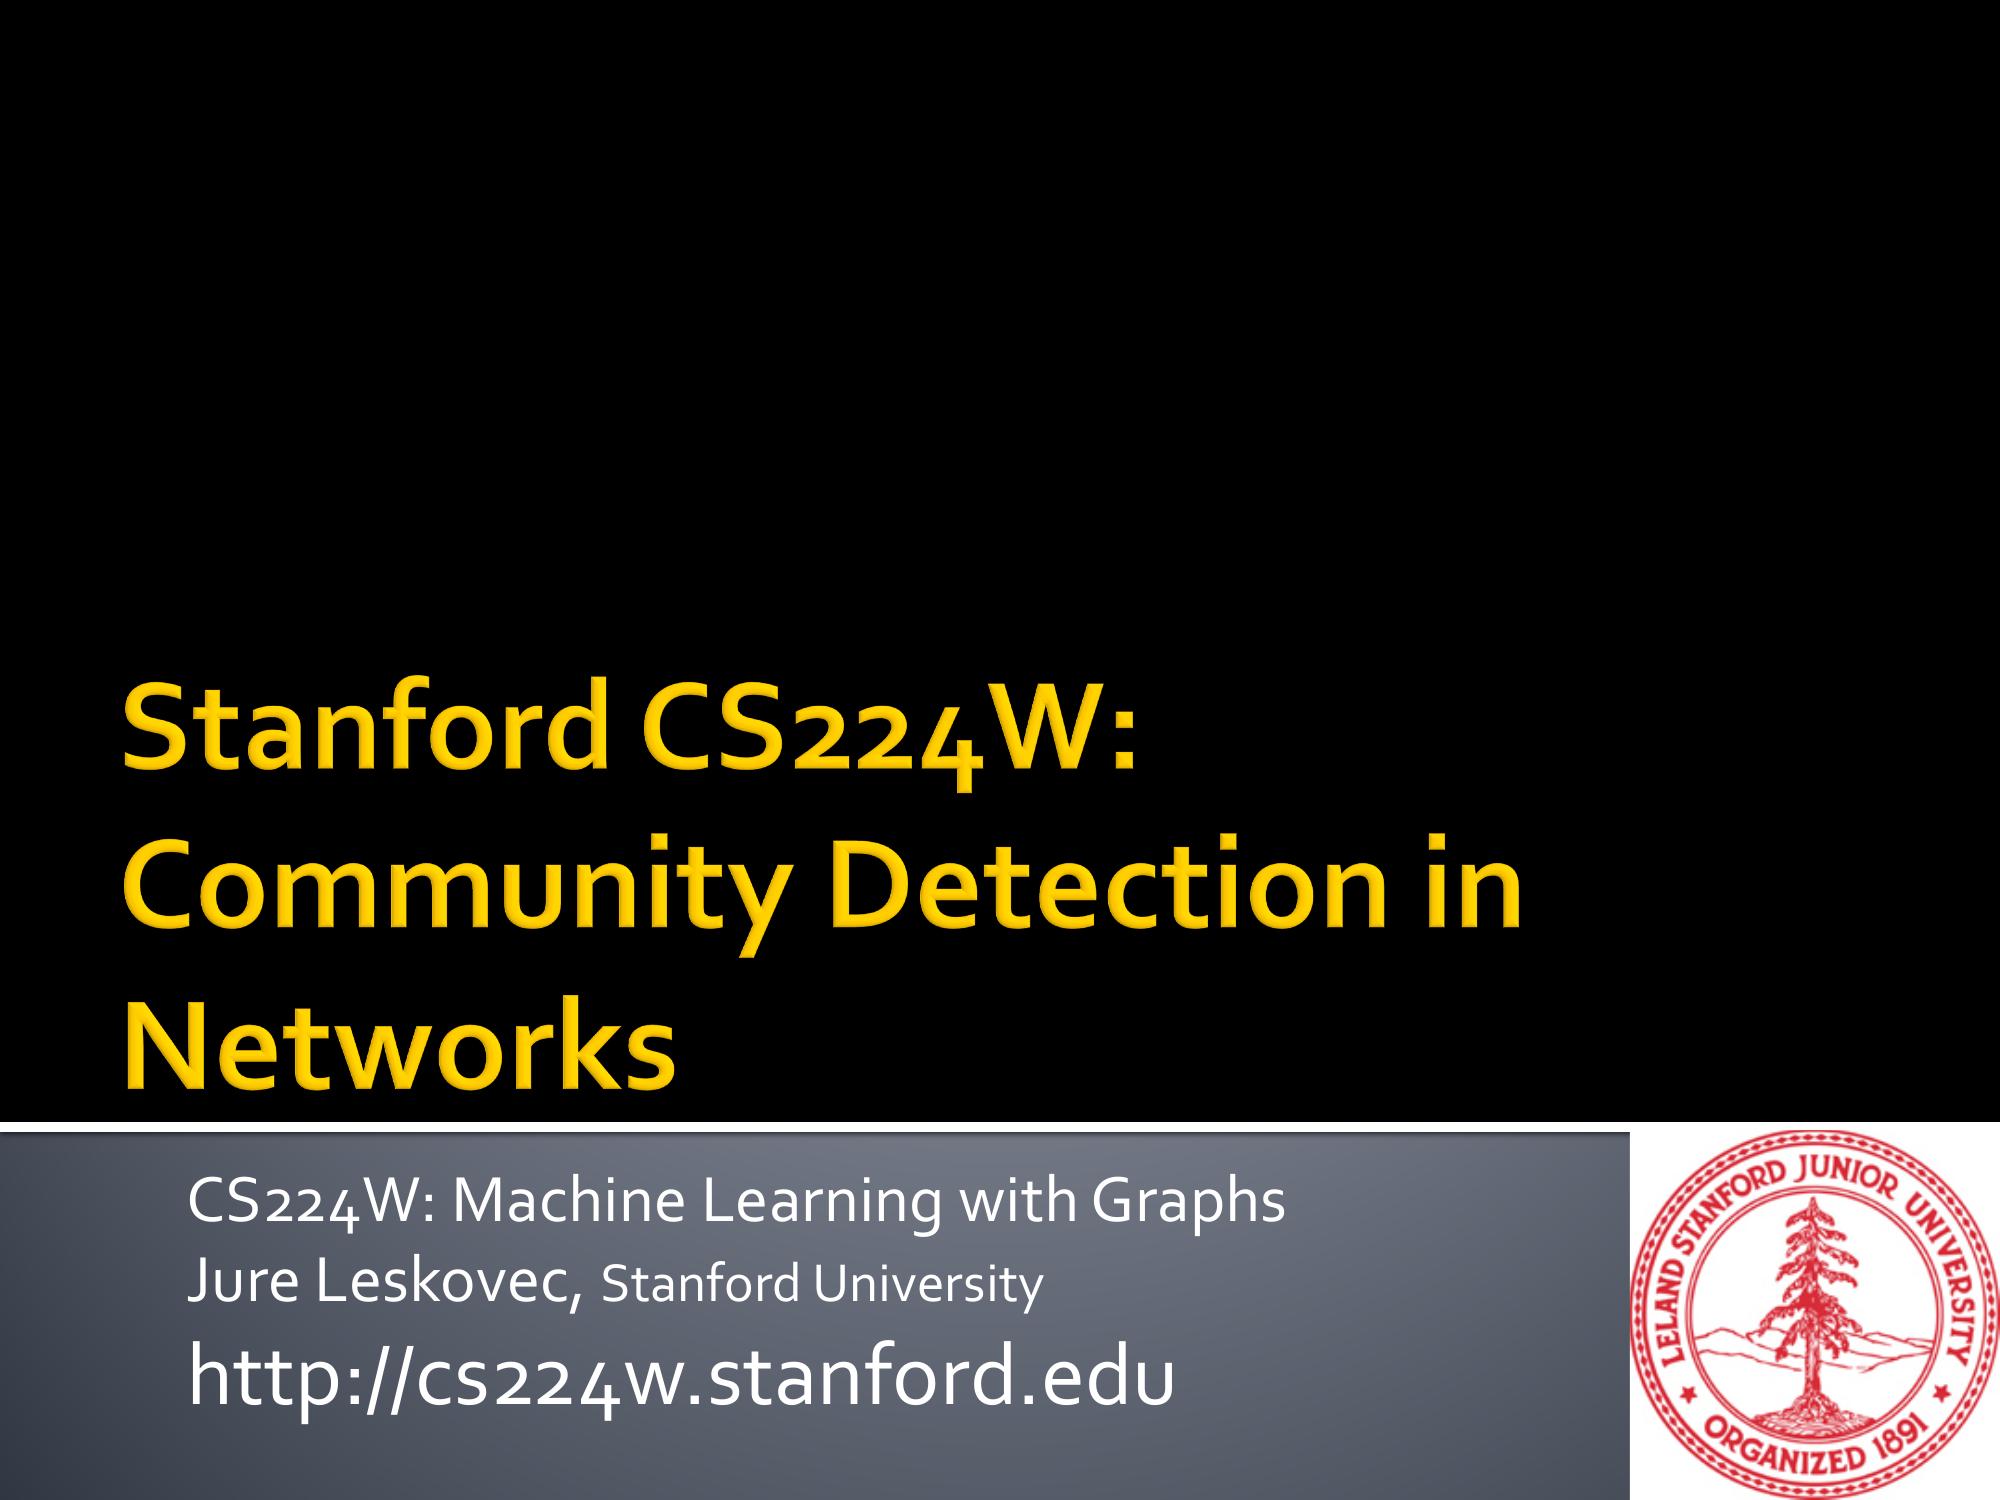 Stanford CS224W:
Community Detection in
Networks
CS224W: Machine Learning with Graphs
Jure Leskovec, Stanford University
http://cs224w.stanford.edu
LELAND STANFORD JUNIOR UNIVERSITY
ORGANIZED 1891